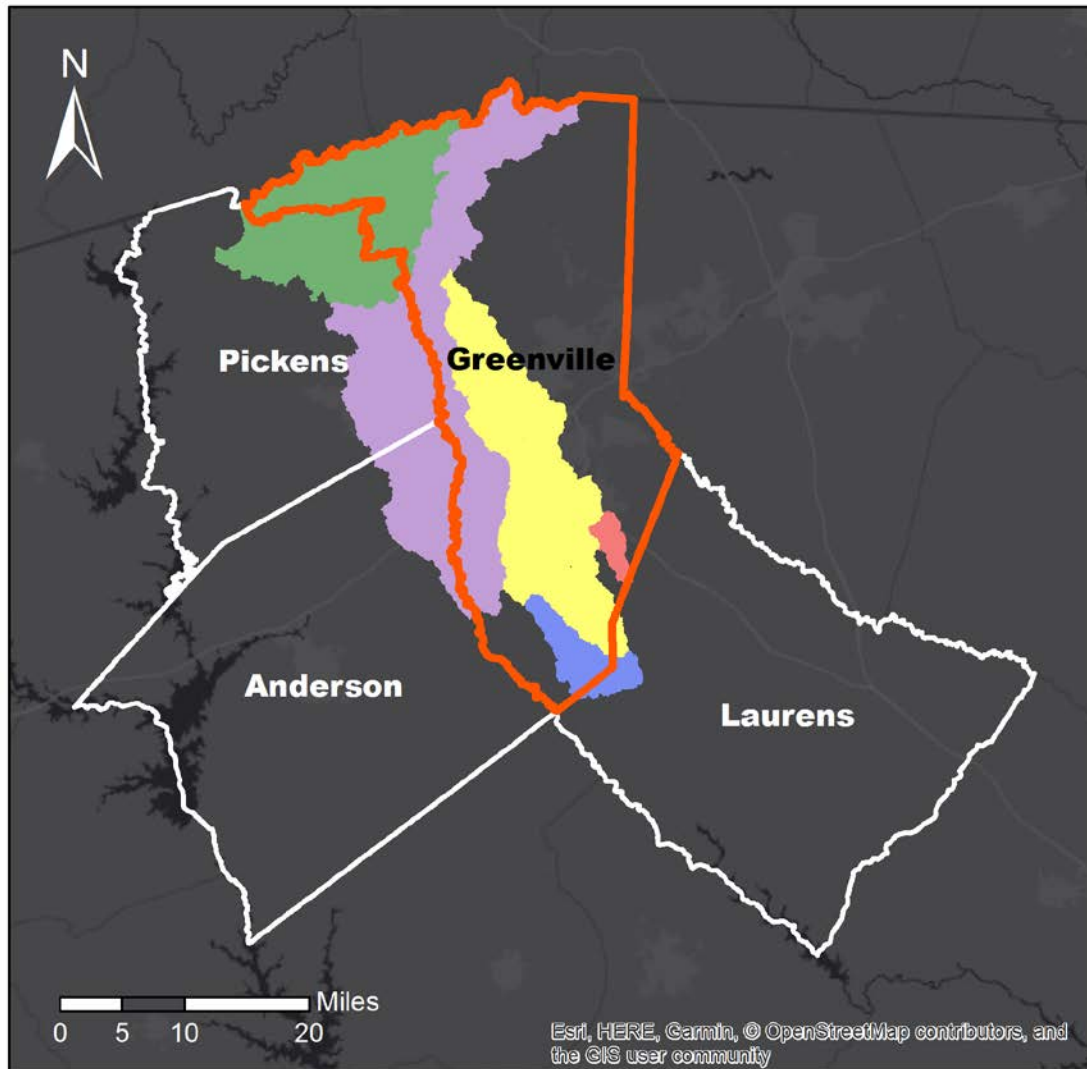 N
Pickens
Greenville
Anderson
Laurens
Miles
0 5 10 20
Esri, HERE, Garmin, © OpenStreetMap contributors, and
the GIS user community